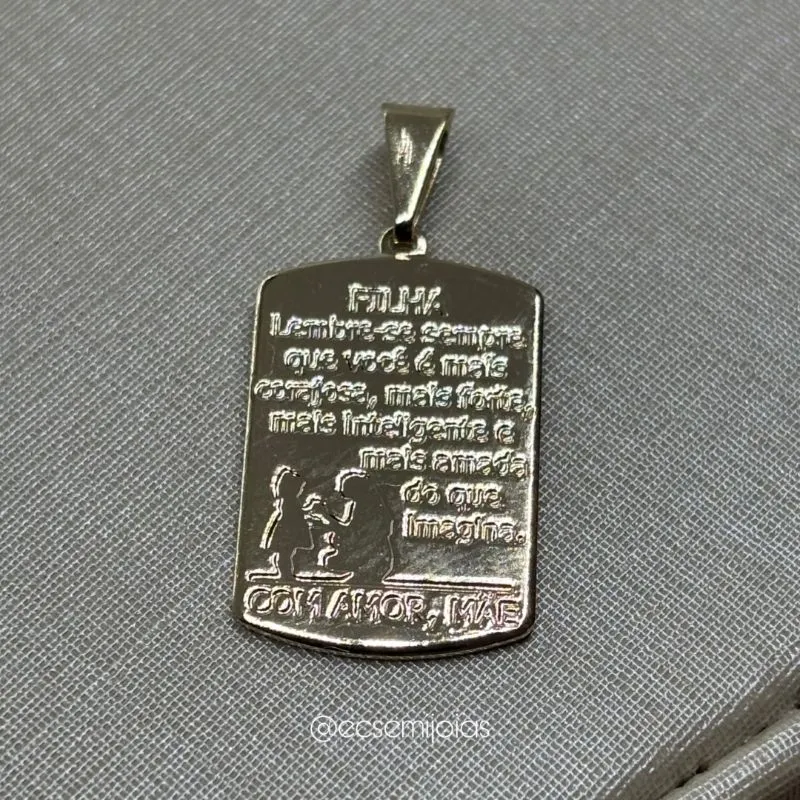 FILHA
Lembre-se sempre
que você é mais
corajosa, mais forte,
mais inteligente e
mais amada
do que
imagina.
COM AMOR, MÃE
@ecsemijoias